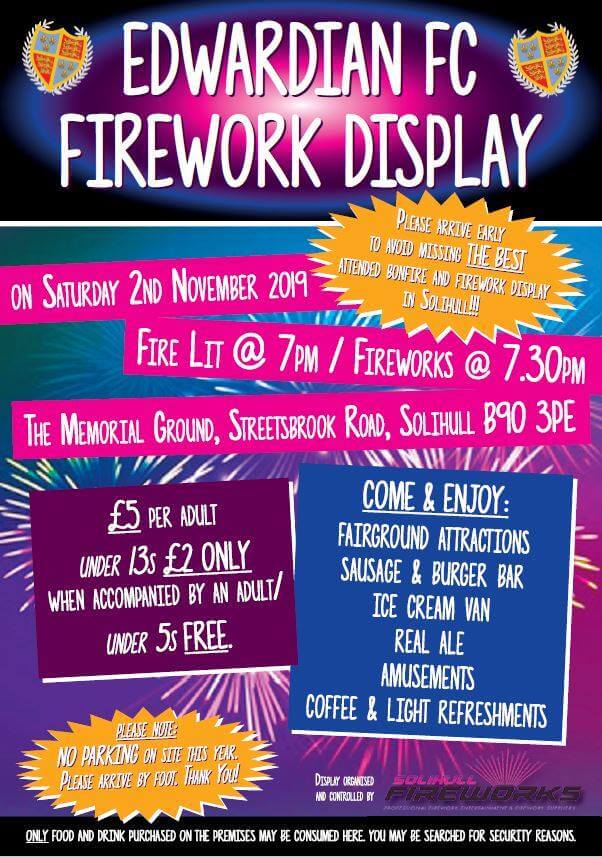 EDWARDIAN FC
FIREWORK DISPLAY
PLEASE ARRIVE EARLY
TO AVOID MISSING THE BEST
ATTENDED BONFIRE AND FIREWORK DISPLAY
IN SOLIHULL!!!
ON SATURDAY 2ND NOVEMBER 2019
FIRE LIT @ 7PM / FIREWORKS @ 7.30PM
THE MEMORIAL GROUND, STREETSBROOK ROAD, SOLIHULL B90 3PE
£5 PER ADULT
UNDER 13s £2 ONLY
WHEN ACCOMPANIED BY AN ADULT/
UNDER 5s FREE.
COME & ENJOY:
FAIRGROUND ATTRACTIONS
SAUSAGE & BURGER BAR
ICE CREAM VAN
REAL ALE
AMUSEMENTS
COFFEE & LIGHT REFRESHMENTS
PLEASE NOTE:
NO PARKING ON SITE THIS YEAR.
PLEASE ARRIVE BY FOOT. THANK YOU!
DISPLAY ORGANISED
AND CONTROLLED BY
SOLIHULL
FIREWORKS
PROFESSIONAL FIREWORK ENTERTAINMENT & FIREWORK SUPPLIERS
ONLY FOOD AND DRINK PURCHASED ON THE PREMISES MAY BE CONSUMED HERE. YOU MAY BE SEARCHED FOR SECURITY REASONS.